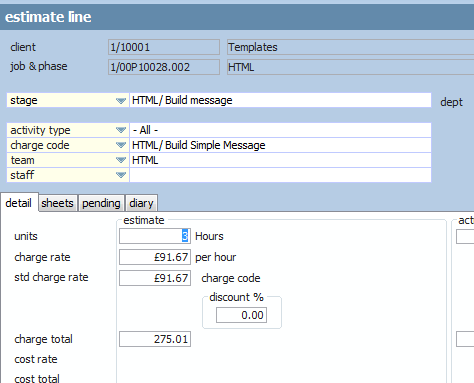 estimate line
client 1/10001 Templates
job & phase 1/00P10028.002 HTML
stage HTML/ Build message dept
activity type - All -
charge code HTML/ Build Simple Message
team HTML
staff
detail sheets pending diary
estimate
units 3 Hours
charge rate £91.67 per hour
std charge rate £91.67 charge code
discount %
0.00
charge total 275.01
cost rate
cost total